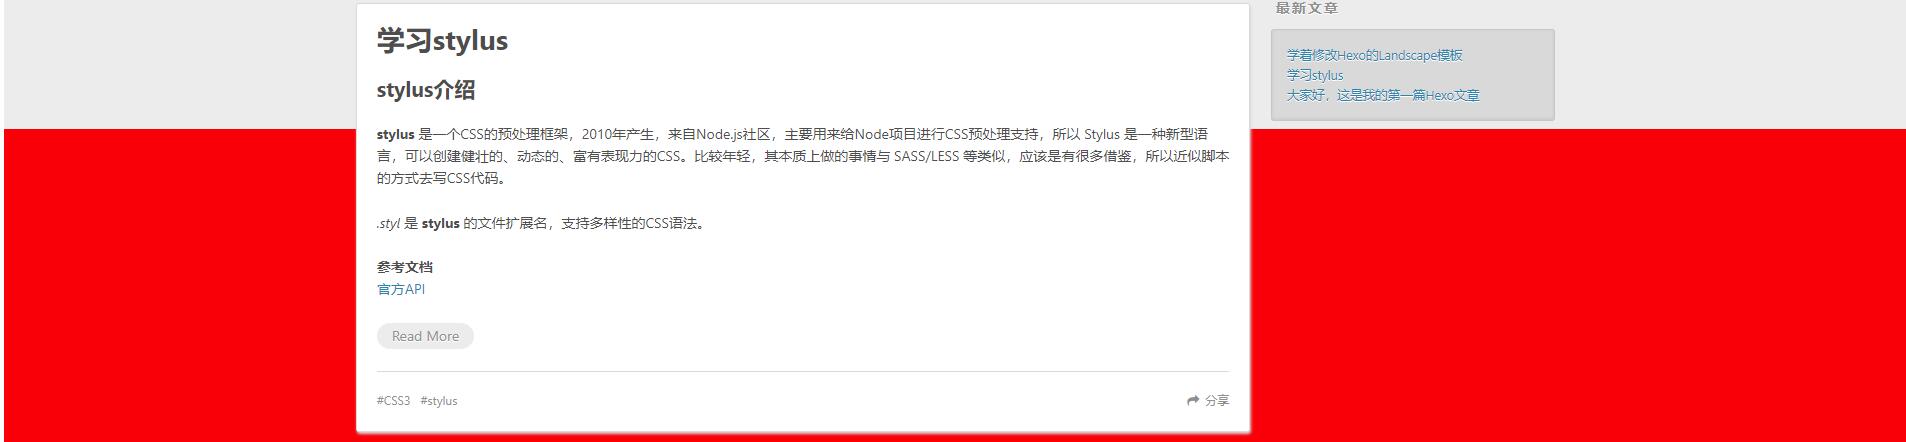 学习stylus
stylus介绍
stylus 是一个CSS的预处理框架，2010年产生，来自Node.js社区，主要用来给Node项目进行CSS预处理支持，所以 Stylus 是一种新型语
言，可以创建健壮的、动态的、富有表现力的CSS。比较年轻，其本质上做的事情与 SASS/LESS 等类似，应该是有很多借鉴，所以近似脚本
的方式去写CSS代码。
.styl 是 stylus 的文件扩展名，支持多样性的CSS语法。
参考文档
官方API
Read More
#CSS3 #stylus
分享
最新文章
学着修改Hexo的Landscape模板
学习stylus
大家好，这是我的第一篇Hexo文章